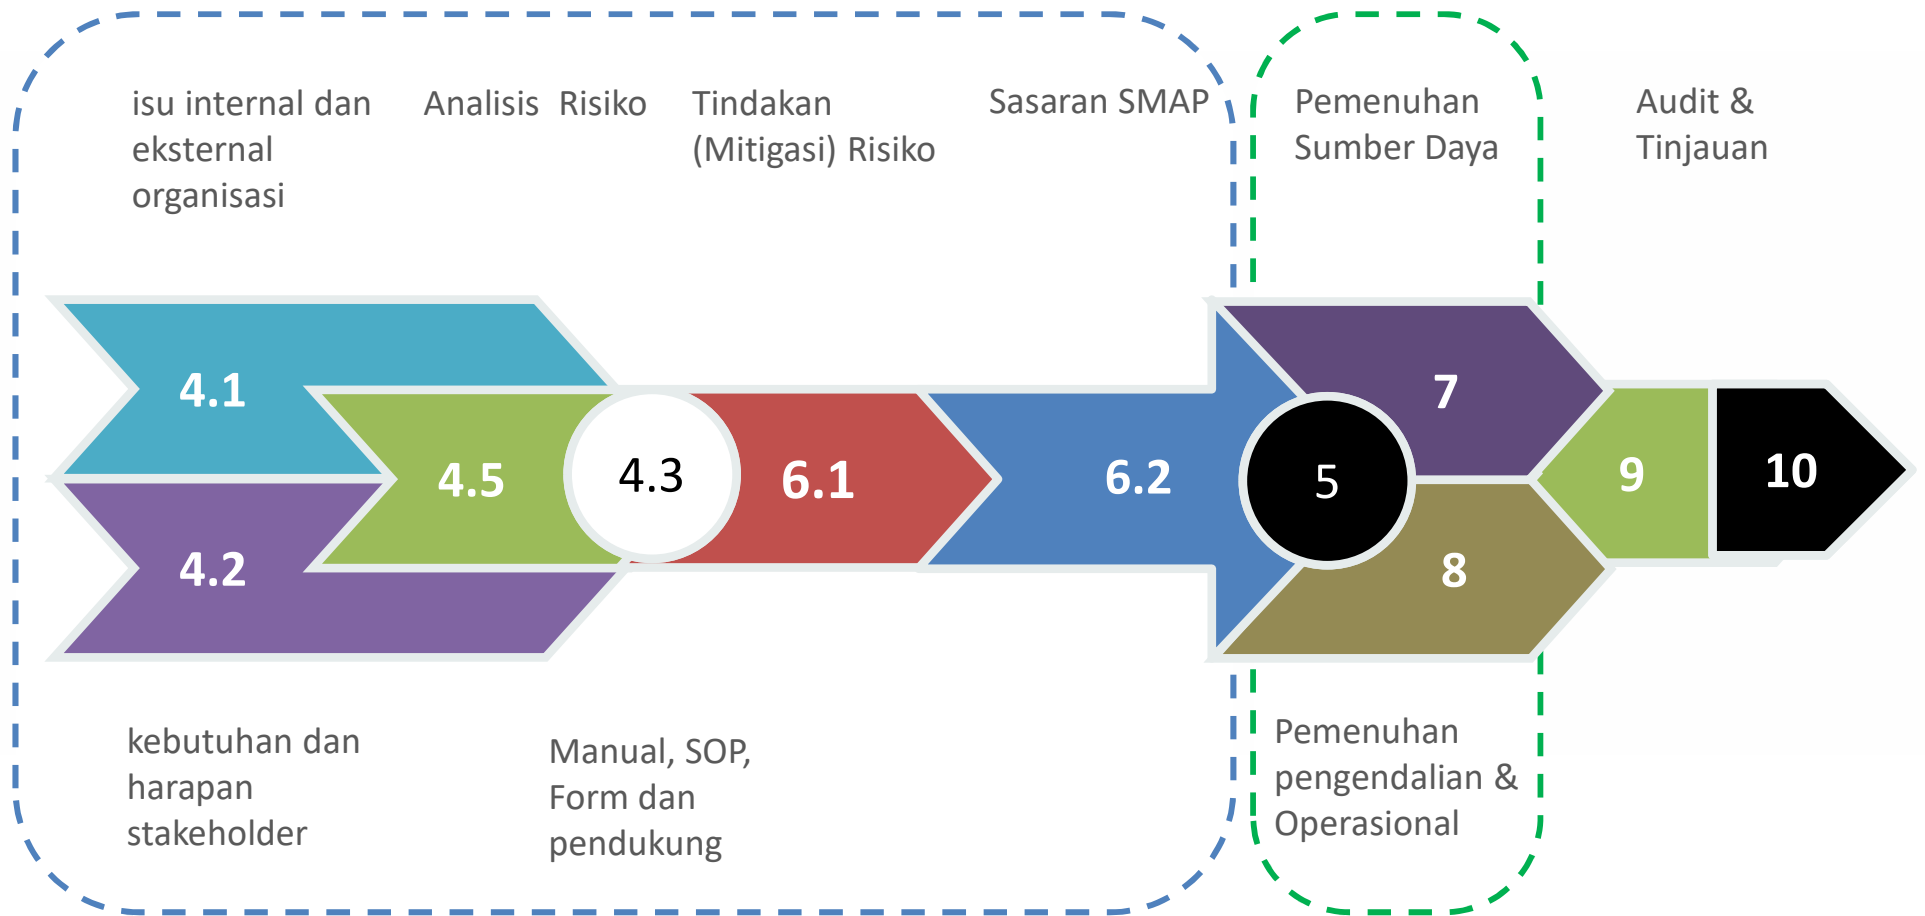 isu internal dan
eksternal
organisasi
Analisis Risiko
Tindakan
(Mitigasi) Risiko
Sasaran SMAP
Pemenuhan
Sumber Daya
Audit &
Tinjauan
4.1
4.2
4.5
4.3
6.1
6.2
5
7
8
9
10
kebutuhan dan
harapan
stakeholder
Manual, SOP,
Form dan
pendukung
Pemenuhan
pengendalian &
Operasional